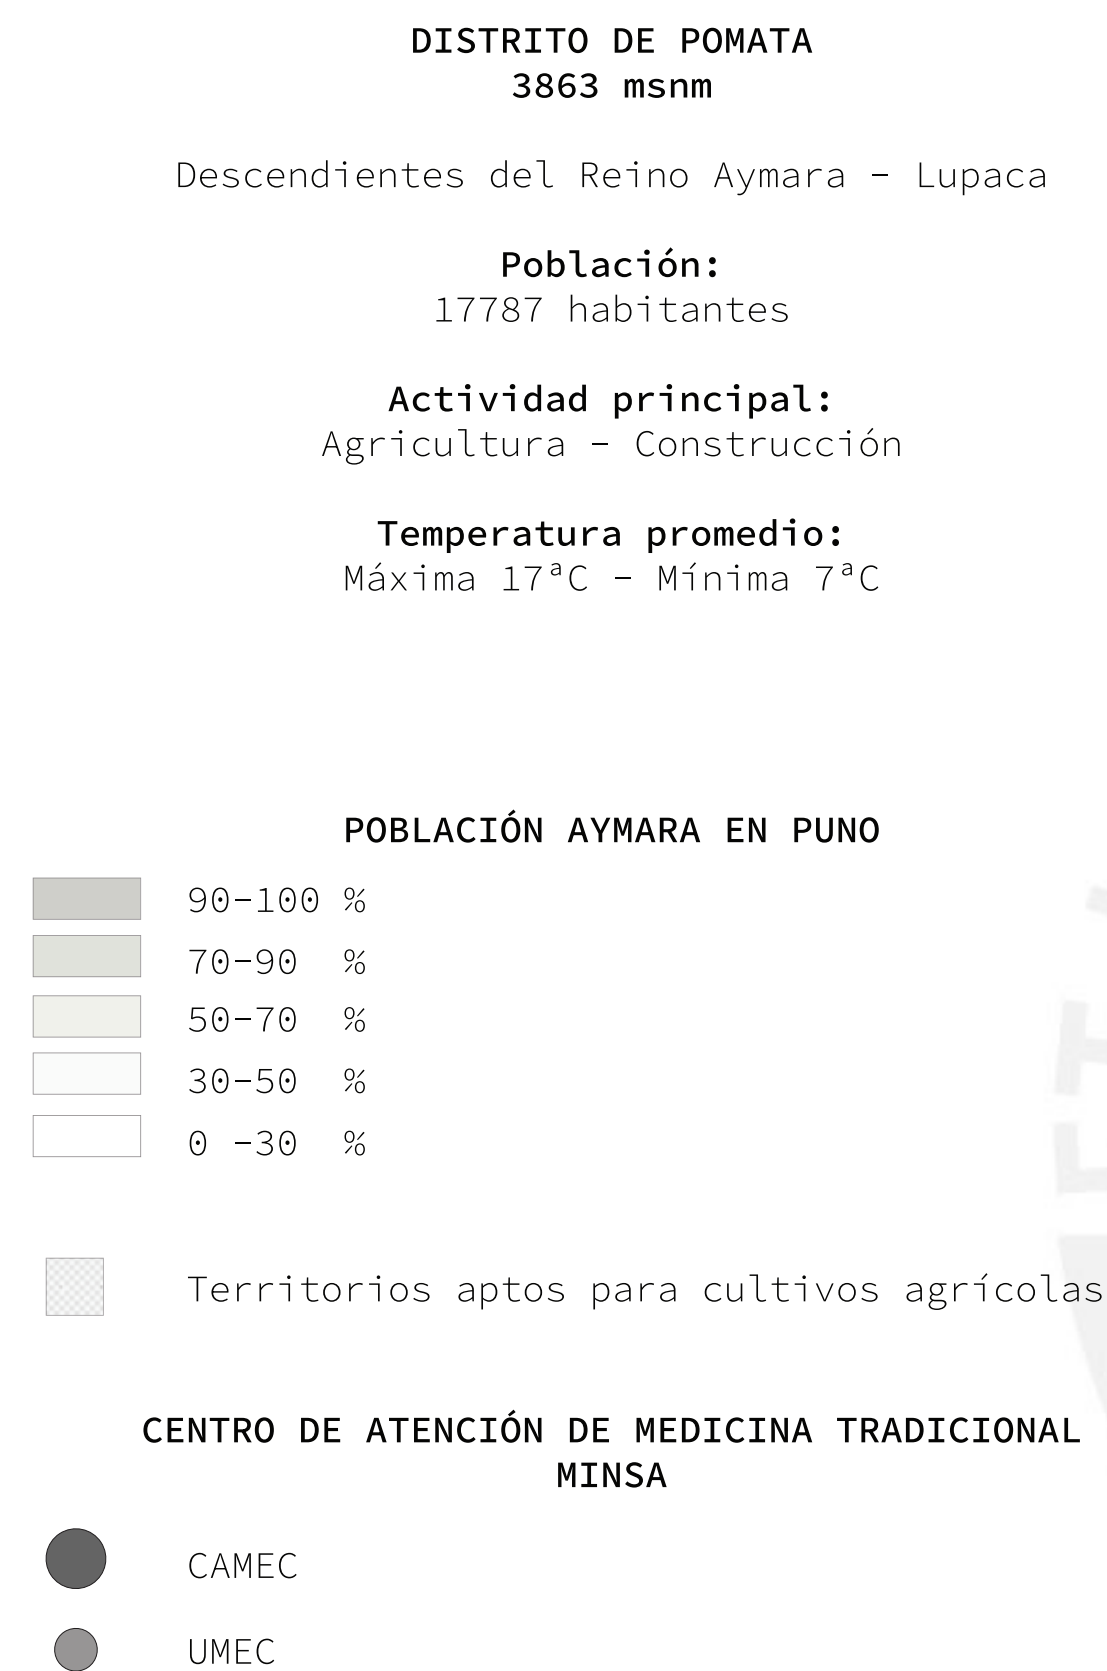 DISTRITO DE POMATA
3863 msnm
Descendientes del Reino Aymara - Lupaca
Población:
17787 habitantes
Actividad principal:
Agricultura - Construcción
Temperatura promedio:
Máxima 17ªC - Mínima 7ªC
POBLACIÓN AYMARA EN PUNO
90-100 %
70-90 %
50-70 %
30-50 %
0 -30 %
Territorios aptos para cultivos agrícolas
CENTRO DE ATENCIÓN DE MEDICINA TRADICIONAL
MINSA
CAMEC
UMEC